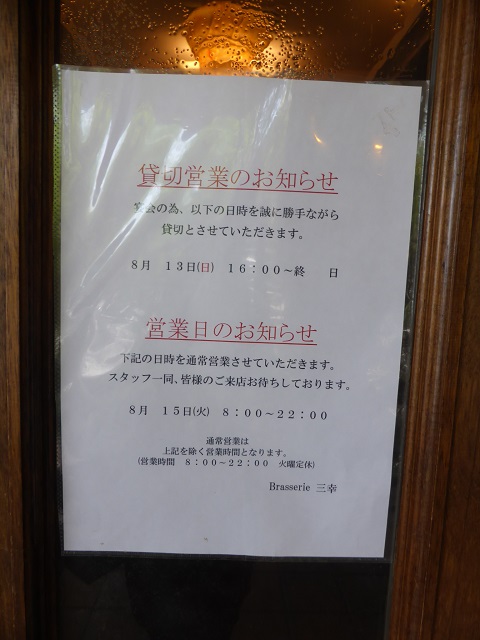 貸切営業のお知らせ
宴会の為、以下の日時を誠に勝手ながら
貸切とさせていただきます。
8月 13日(日) 16:00~終 日
営業日のお知らせ
下記の日時を通常営業させていただきます。
スタッフ一同、皆様のご来店お待ちしております。
8月 15日(火) 8:00~22:00
通常営業は
上記を除く営業時間となります。
(営業時間 8:00~22:00 火曜定休)
Brasserie 三幸